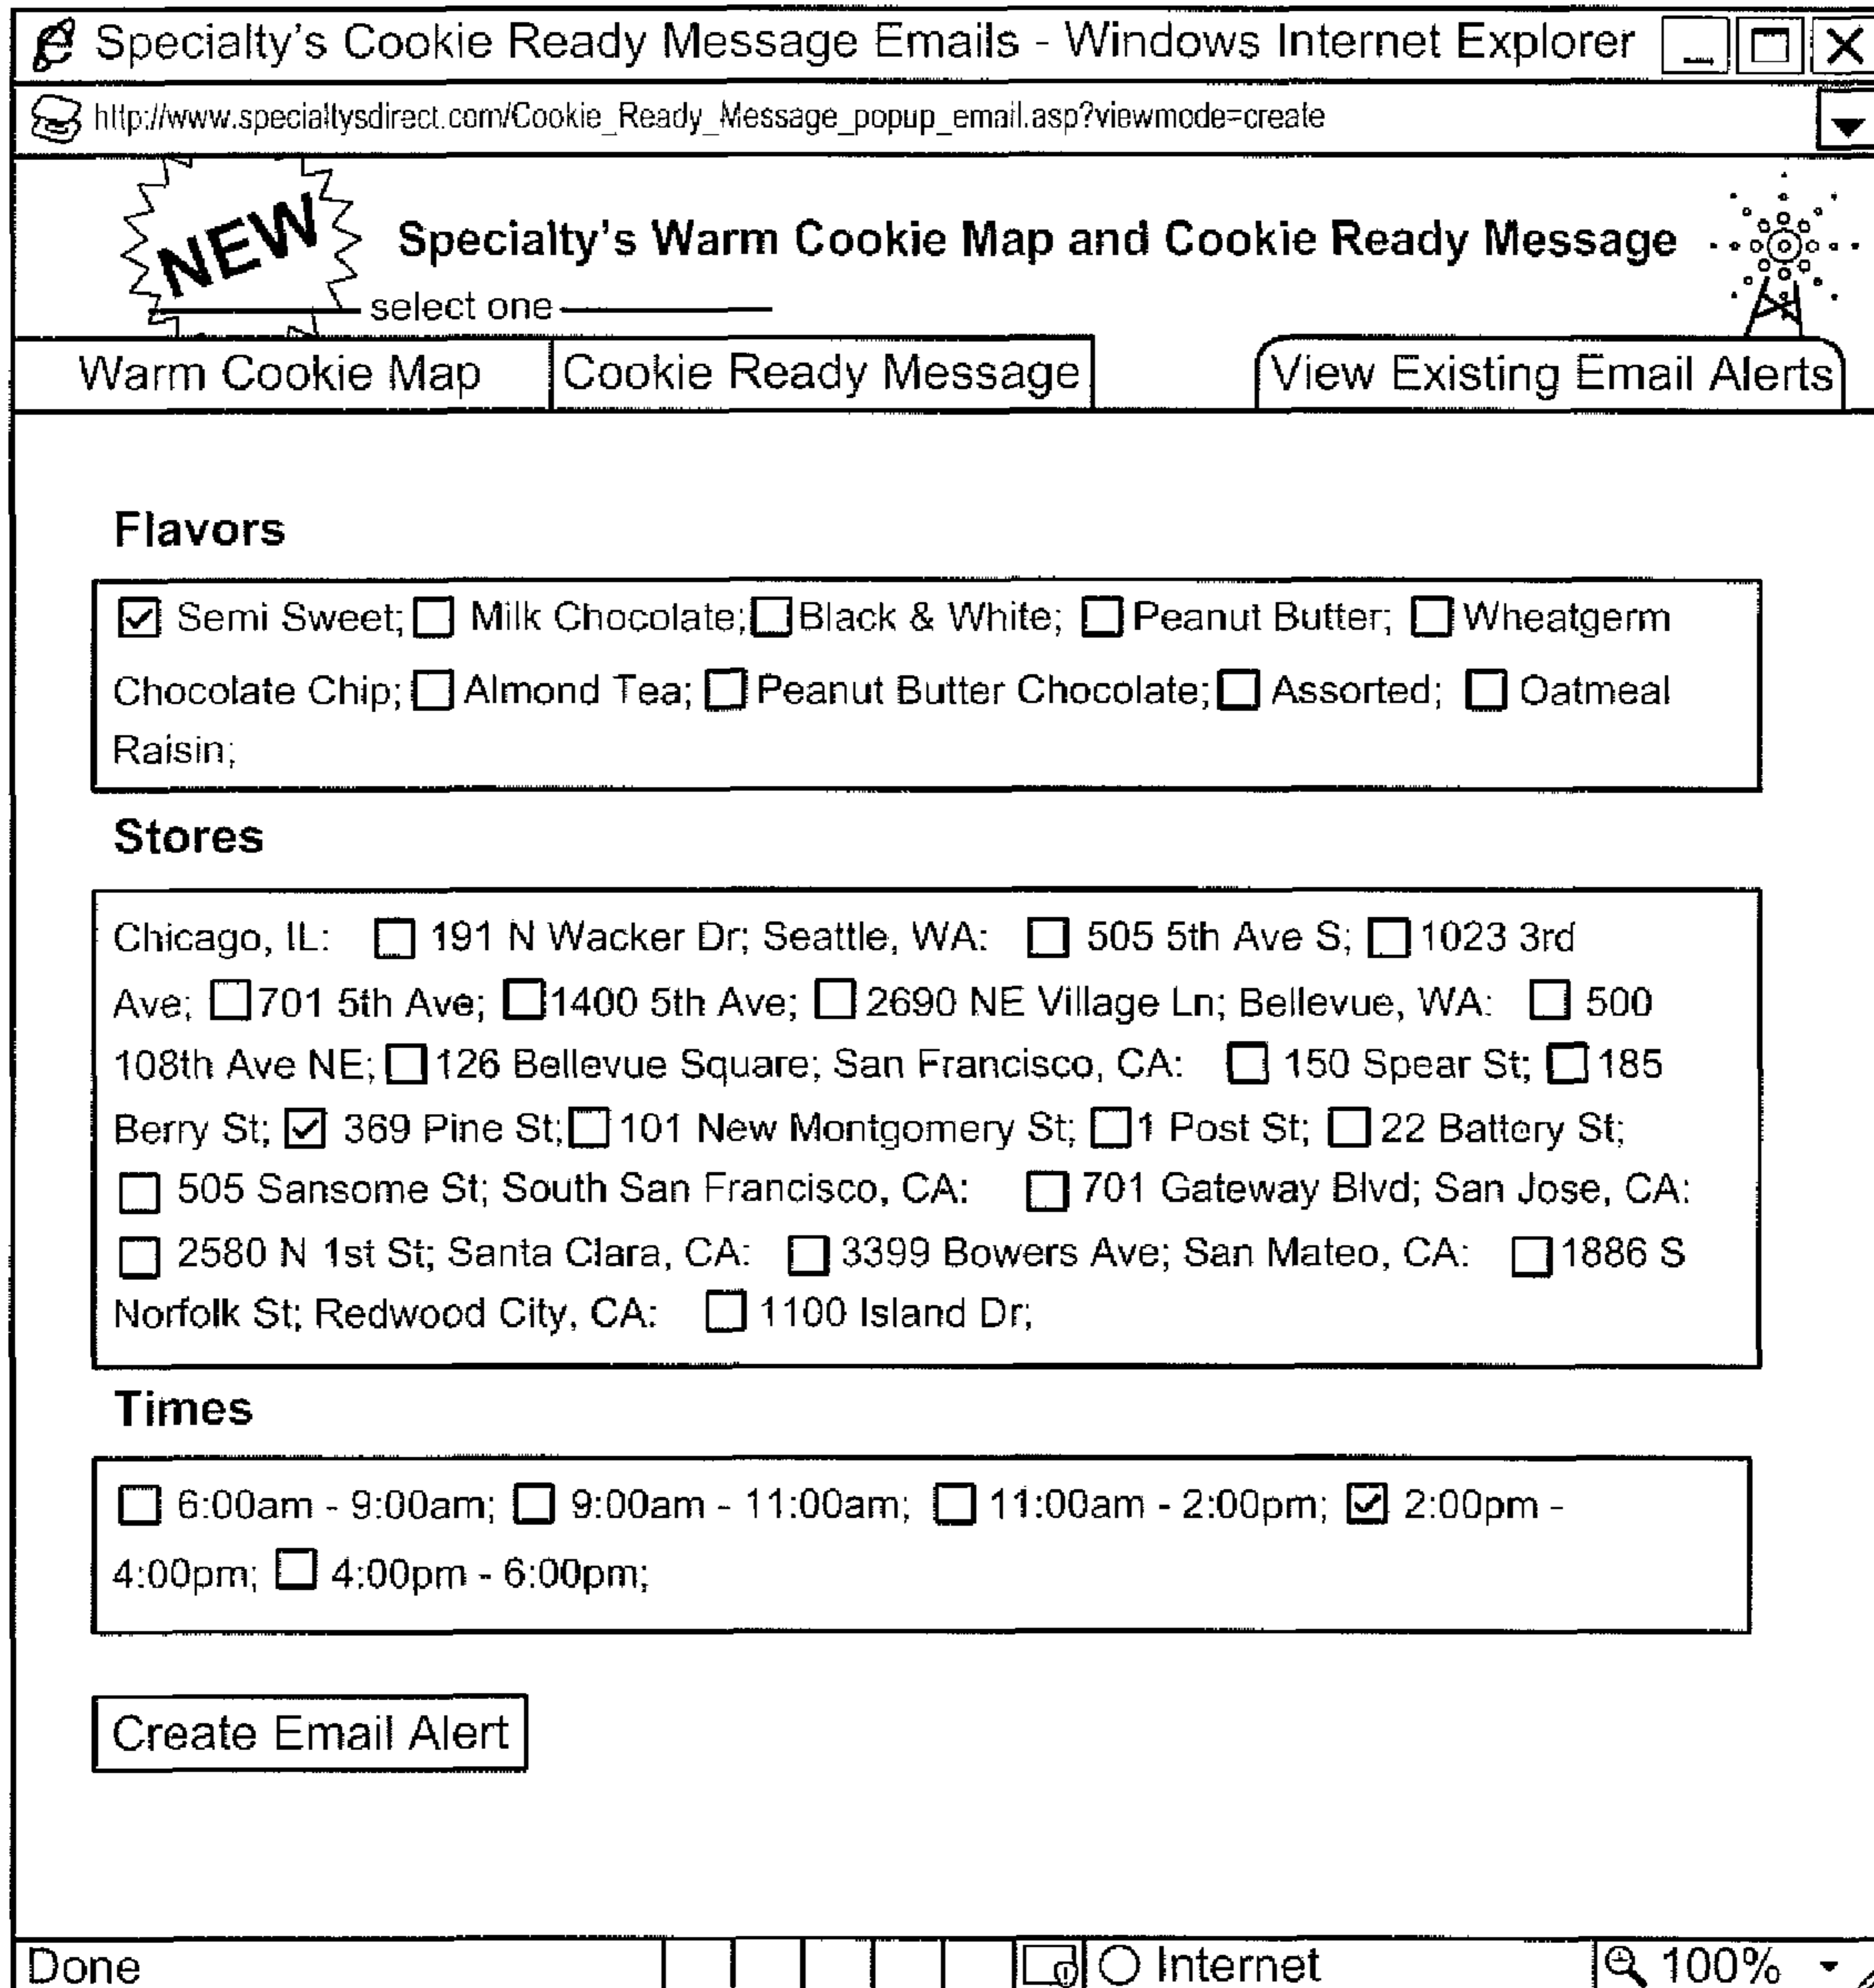 Specialty's Cookie Ready Message Emails - Windows Internet Explorer
http://www.specialtysdirect.com/Cookie_Ready_Message_popup_email.asp?viewmode=create
NEW
Specialty's Warm Cookie Map and Cookie Ready Message
select one
Warm Cookie Map Cookie Ready Message View Existing Email Alerts
Flavors
Semi Sweet; Milk Chocolate; Black & White; Peanut Butter; Wheatgerm
Chocolate Chip; Almond Tea; Peanut Butter Chocolate; Assorted; Oatmeal
Raisin;
Stores
Chicago, IL: 191 N Wacker Dr; Seattle, WA: 505 5th Ave S; 1023 3rd
Ave; 701 5th Ave; 1400 5th Ave; 2690 NE Village Ln; Bellevue, WA: 500
108th Ave NE; 126 Bellevue Square; San Francisco, CA: 150 Spear St; 185
Berry St; 369 Pine St; 101 New Montgomery St; 1 Post St; 22 Battery St;
505 Sansome St; South San Francisco, CA: 701 Gateway Blvd; San Jose, CA:
2580 N 1st St; Santa Clara, CA: 3399 Bowers Ave; San Mateo, CA: 1886 S
Norfolk St; Redwood City, CA: 1100 Island Dr;
Times
6:00am - 9:00am; 9:00am - 11:00am; 11:00am - 2:00pm; 2:00pm -
4:00pm; 4:00pm - 6:00pm;
Create Email Alert
Done Internet 100%